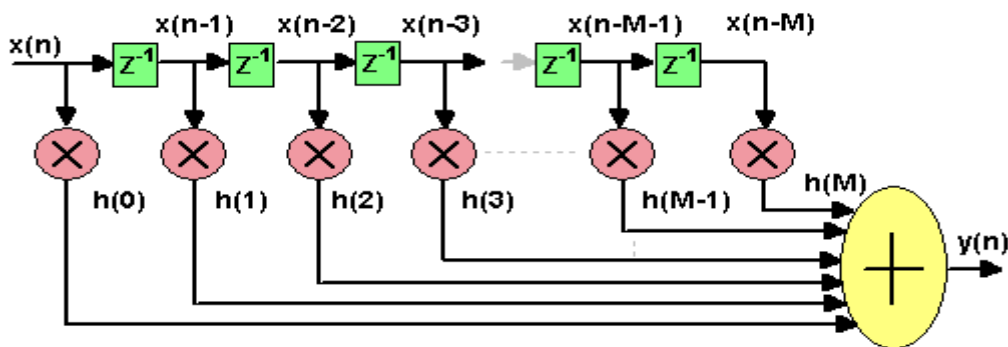 x(n) x(n-1) x(n-2) x(n-3) x(n-M-1) x(n-M)
z⁻¹ z⁻¹ z⁻¹ z⁻¹ z⁻¹
h(0) h(1) h(2) h(3) h(M-1) h(M)
y(n)